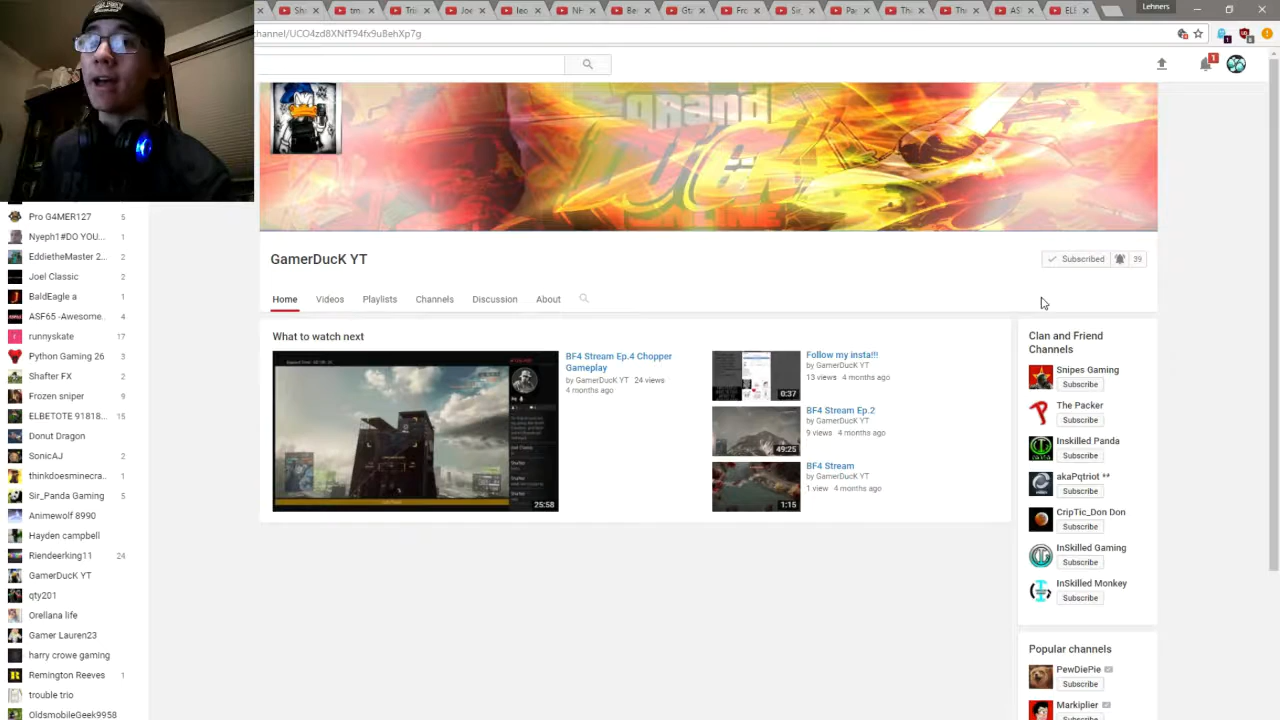 Lehners
channel/UCO4zd8XNfT94fx9u8ehXp7g
1
grand
ONLINE
GamerDucK YT
Subscribed 39
Home Videos Playlists Channels Discussion About
What to watch next
BF4 Stream Ep.4 Chopper
Gameplay
by GamerDucK YT 24 views
4 months ago
25:58
Follow my insta!!!
by GamerDucK YT
13 views 4 months ago
0:37
BF4 Stream Ep.2
by GamerDucK YT
9 views 4 months ago
49:25
BF4 Stream
by GamerDucK YT
1 view 4 months ago
1:15
Clan and Friend
Channels
Snipes Gaming
Subscribe
The Packer
Subscribe
Inskilled Panda
Subscribe
akaPqtriot **
Subscribe
CripTic_Don Don
Subscribe
InSkilled Gaming
Subscribe
InSkilled Monkey
Subscribe
Popular channels
PewDiePie
Subscribe
Markiplier
Subscribe
Pro G4MER127 5
Nyeph1#DO YOU... 1
EddietheMaster 2... 2
Joel Classic 2
BaldEagle a 1
ASF65 -Awesome... 4
runnyskate 17
Python Gaming 26 3
Shafter FX 2
Frozen sniper 9
ELBETOTE 91818... 15
Donut Dragon
SonicAJ 2
thinkdoesminecra... 1
Sir_Panda Gaming 5
Animewolf 8990
Hayden campbell
Riendeerking11 24
GamerDucK YT
qty201
Orellana life
Gamer Lauren23
harry crowe gaming
Remington Reeves 1
trouble trio
OldsmobileGeek9958